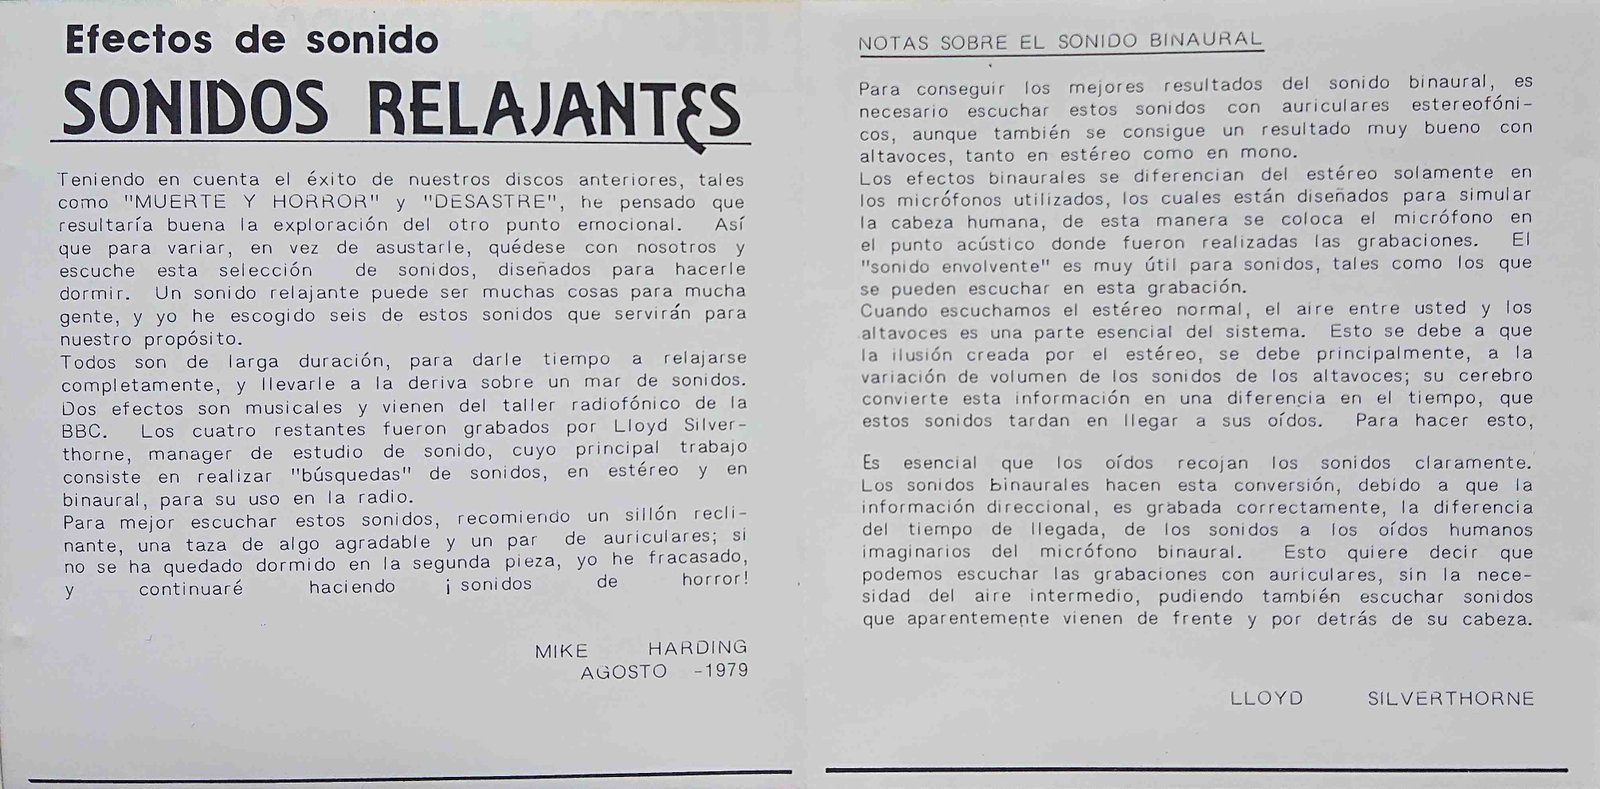 Efectos de sonido
SONIDOS RELAJANTES
Teniendo en cuenta el éxito de nuestros discos anteriores, tales
como "MUERTE Y HORROR" y "DESASTRE", he pensado que
resultaría buena la exploración del otro punto emocional. Así
que para variar, en vez de asustarle, quédese con nosotros y
escuche esta selección de sonidos, diseñados para hacerle
dormir. Un sonido relajante puede ser muchas cosas para mucha
gente, y yo he escogido seis de estos sonidos que servirán para
nuestro propósito.
Todos son de larga duración, para darle tiempo a relajarse
completamente, y llevarle a la deriva sobre un mar de sonidos.
Dos efectos son musicales y vienen del taller radiofónico de la
BBC. Los cuatro restantes fueron grabados por Lloyd Silver-
thorne, manager de estudio de sonido, cuyo principal trabajo
consiste en realizar "búsquedas" de sonidos, en estéreo y en
binaural, para su uso en la radio.
Para mejor escuchar estos sonidos, recomiendo un sillón recli-
nante, una taza de algo agradable y un par de auriculares; si
no se ha quedado dormido en la segunda pieza, yo he fracasado,
y continuaré haciendo ¡sonidos de horror!
MIKE HARDING
AGOSTO -1979
NOTAS SOBRE EL SONIDO BINAURAL
Para conseguir los mejores resultados del sonido binaural, es
necesario escuchar estos sonidos con auriculares estereofóni-
cos, aunque también se consigue un resultado muy bueno con
altavoces, tanto en estéreo como en mono.
Los efectos binaurales se diferencian del estéreo solamente en
los micrófonos utilizados, los cuales están diseñados para simular
la cabeza humana, de esta manera se coloca el micrófono en
el punto acústico donde fueron realizadas las grabaciones. El
"sonido envolvente" es muy útil para sonidos, tales como los que
se pueden escuchar en esta grabación.
Cuando escuchamos el estéreo normal, el aire entre usted y los
altavoces es una parte esencial del sistema. Esto se debe a que
la ilusión creada por el estéreo, se debe principalmente, a la
variación de volumen de los sonidos de los altavoces; su cerebro
convierte esta información en una diferencia en el tiempo, que
estos sonidos tardan en llegar a sus oídos. Para hacer esto,
Es esencial que los oídos recojan los sonidos claramente.
Los sonidos binaurales hacen esta conversión, debido a que la
información direccional, es grabada correctamente, la diferencia
del tiempo de llegada, de los sonidos a los oídos humanos
imaginarios del micrófono binaural. Esto quiere decir que
podemos escuchar las grabaciones con auriculares, sin la nece-
sidad del aire intermedio, pudiendo también escuchar sonidos
que aparentemente vienen de frente y por detrás de su cabeza.
LLOYD SILVERTHORNE